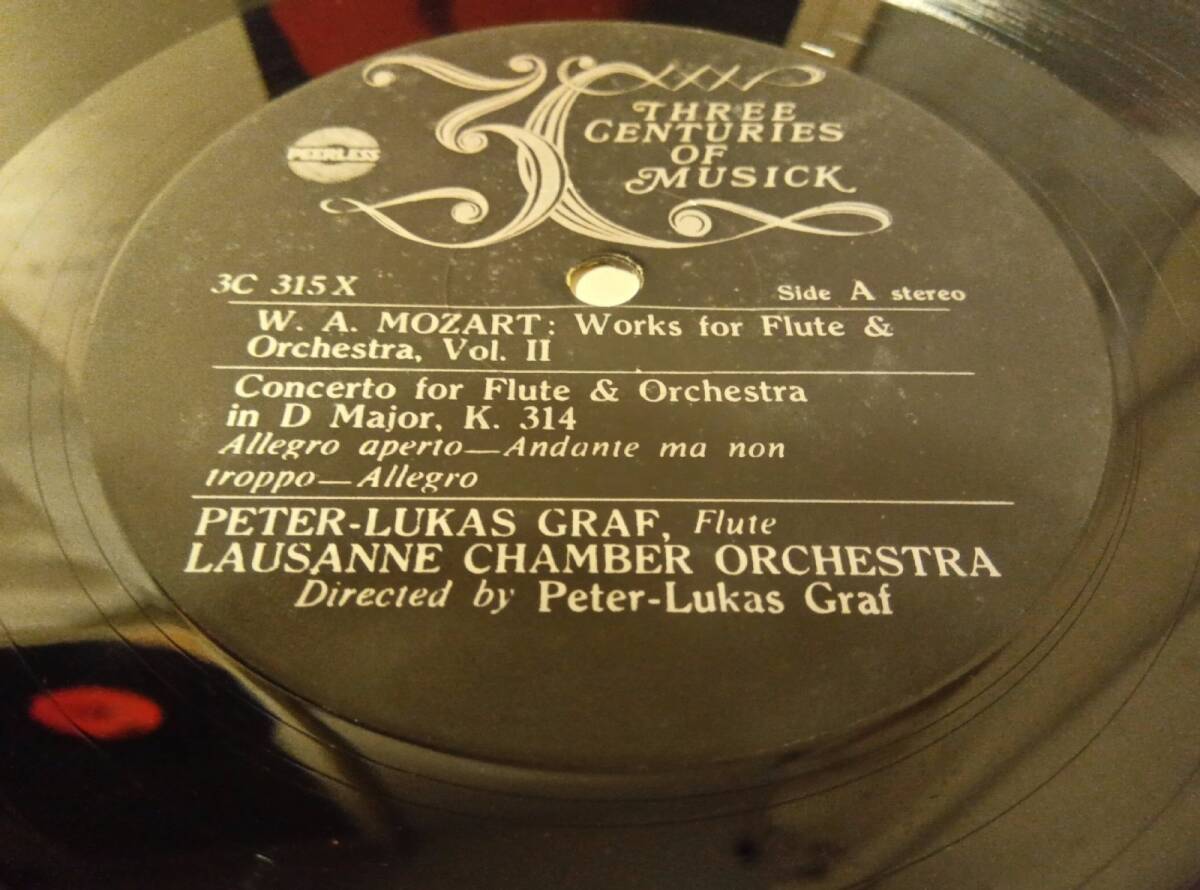 THREE
CENTURIES
OF
MUSICK
PEERLESS
3C 315X
Side A stereo
W. A. MOZART: Works for Flute &
Orchestra, Vol. II
Concerto for Flute & Orchestra
in D Major, K. 314
Allegro aperto—Andante ma non
troppo—Allegro
PETER-LUKAS GRAF, Flute
LAUSANNE CHAMBER ORCHESTRA
Directed by Peter-Lukas Graf